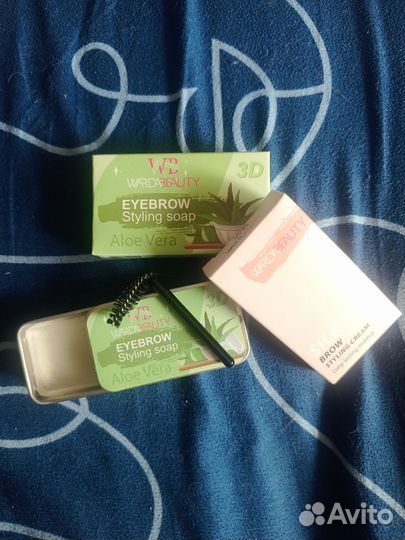 WB
WARDABEAUTY
3D
EYEBROW
Styling soap
Aloe Vera
WB
WARDABEAUTY
3D
EYEBROW
Styling soap
Aloe Vera
WARDABEAUTY
BROW
STYLING CREAM
Avito